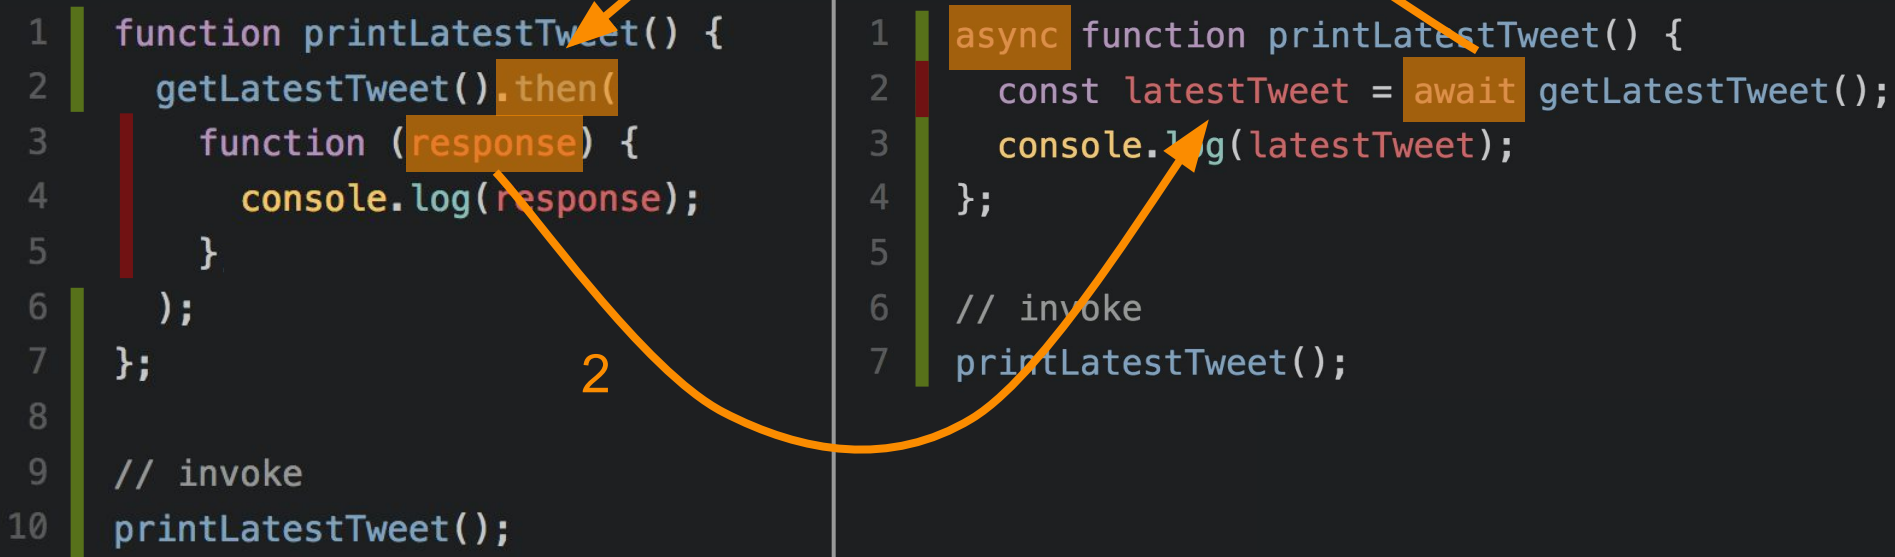 1 function printLatestTweet() {
2 getLatestTweet().then(
3 function (response) {
4 console.log(response);
5 }
6 );
7 };
8
9 // invoke
10 printLatestTweet();
2
1 async function printLatestTweet() {
2 const latestTweet = await getLatestTweet();
3 console.log(latestTweet);
4 };
5
6 // invoke
7 printLatestTweet();